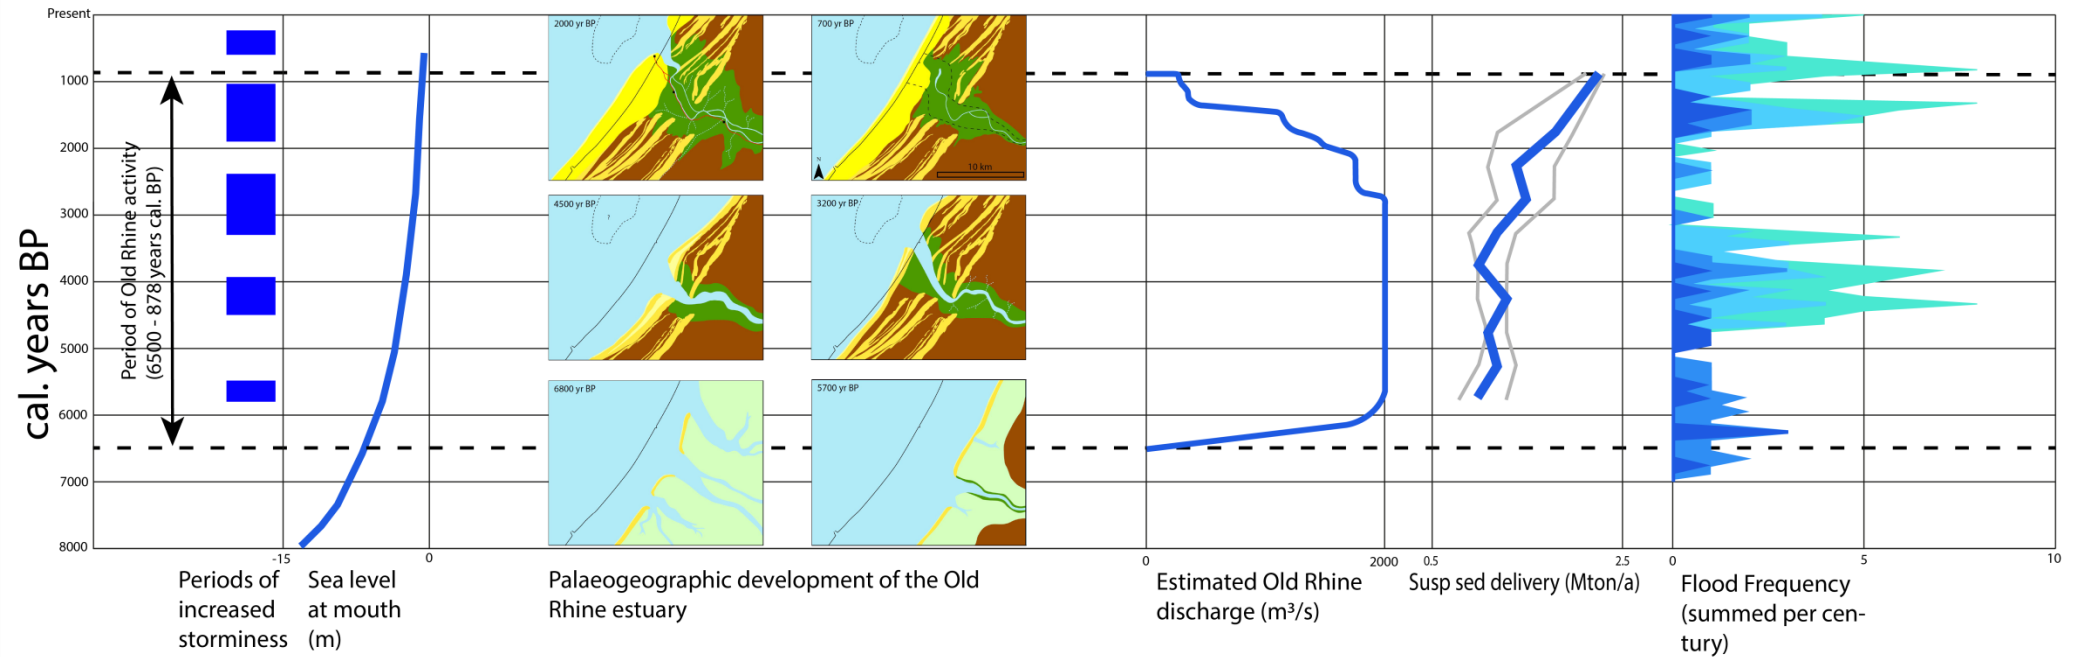 Present
1000
2000
3000
4000
5000
6000
7000
8000
cal. years BP
Period of Old Rhine activity
(6500 - 878 years cal. BP)
-15
0
Periods of
increased
storminess
Sea level
at mouth
(m)
2000 yr BP
700 yr BP
N
10 km
4500 yr BP
?
3200 yr BP
6800 yr BP
5700 yr BP
Palaeogeographic development of the Old
Rhine estuary
0
2000
Estimated Old Rhine
discharge (m³/s)
0.5
2.5
Susp sed delivery (Mton/a)
0
5
10
Flood Frequency
(summed per cen-
tury)